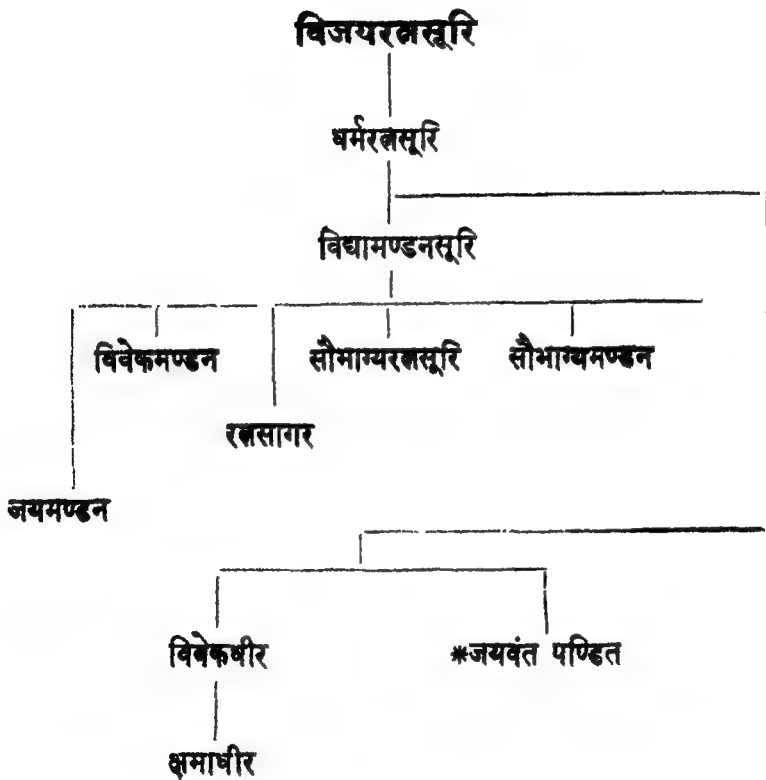 विजयरत्नसूरि
धर्मरत्नसूरि
विद्यामण्डनसूरि
विवेकमण्डन सौभाग्यरत्नसूरि सौभाग्यमण्डन
रत्नसागर
जयमण्डन
विवेकधीर *जयवंत पण्डित
क्षमाधीर